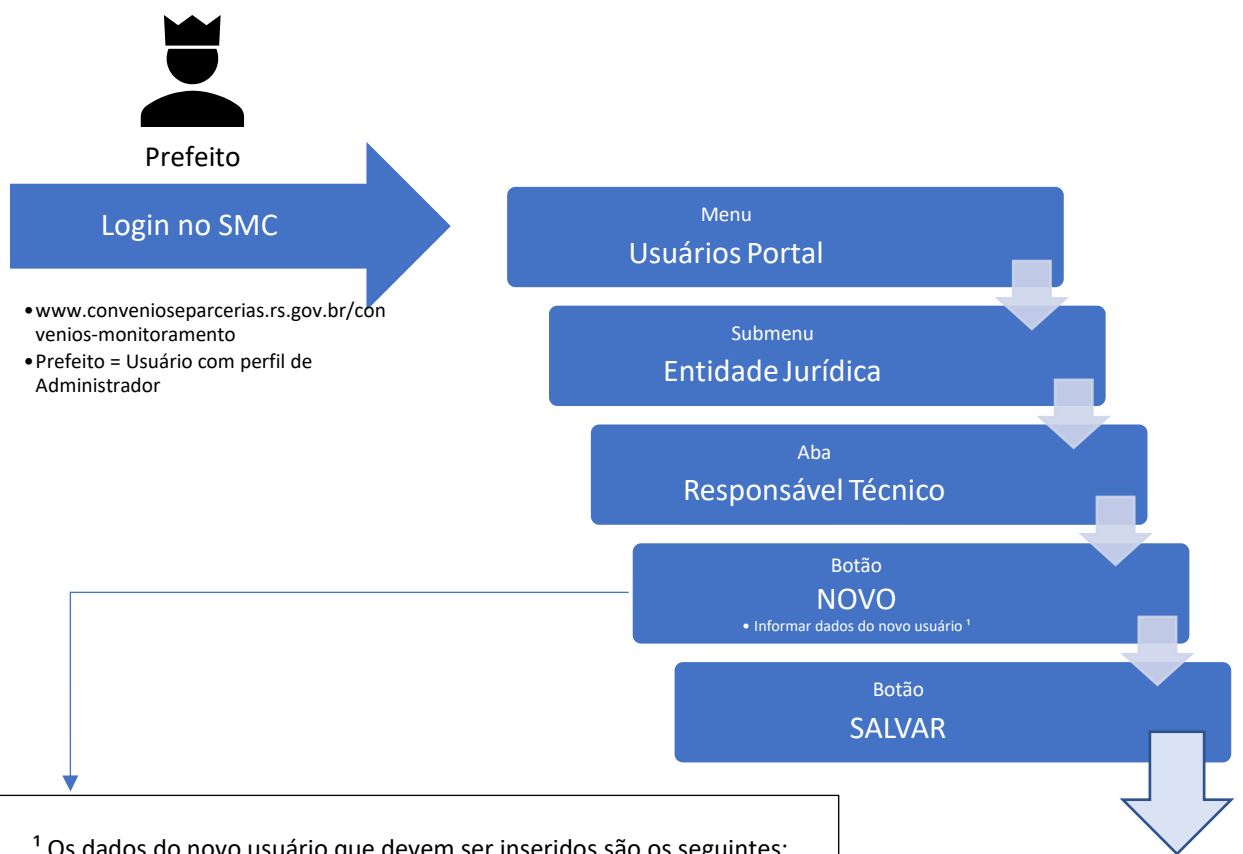 Prefeito
Login no SMC
•www.convenioseparcerias.rs.gov.br/con
venios-monitoramento
•Prefeito = Usuário com perfil de
Administrador
Menu
Usuários Portal
Submenu
Entidade Jurídica
Aba
Responsável Técnico
Botão
NOVO
• Informar dados do novo usuário ¹
Botão
SALVAR
¹ Os dados do novo usuário que devem ser inseridos são os seguintes: